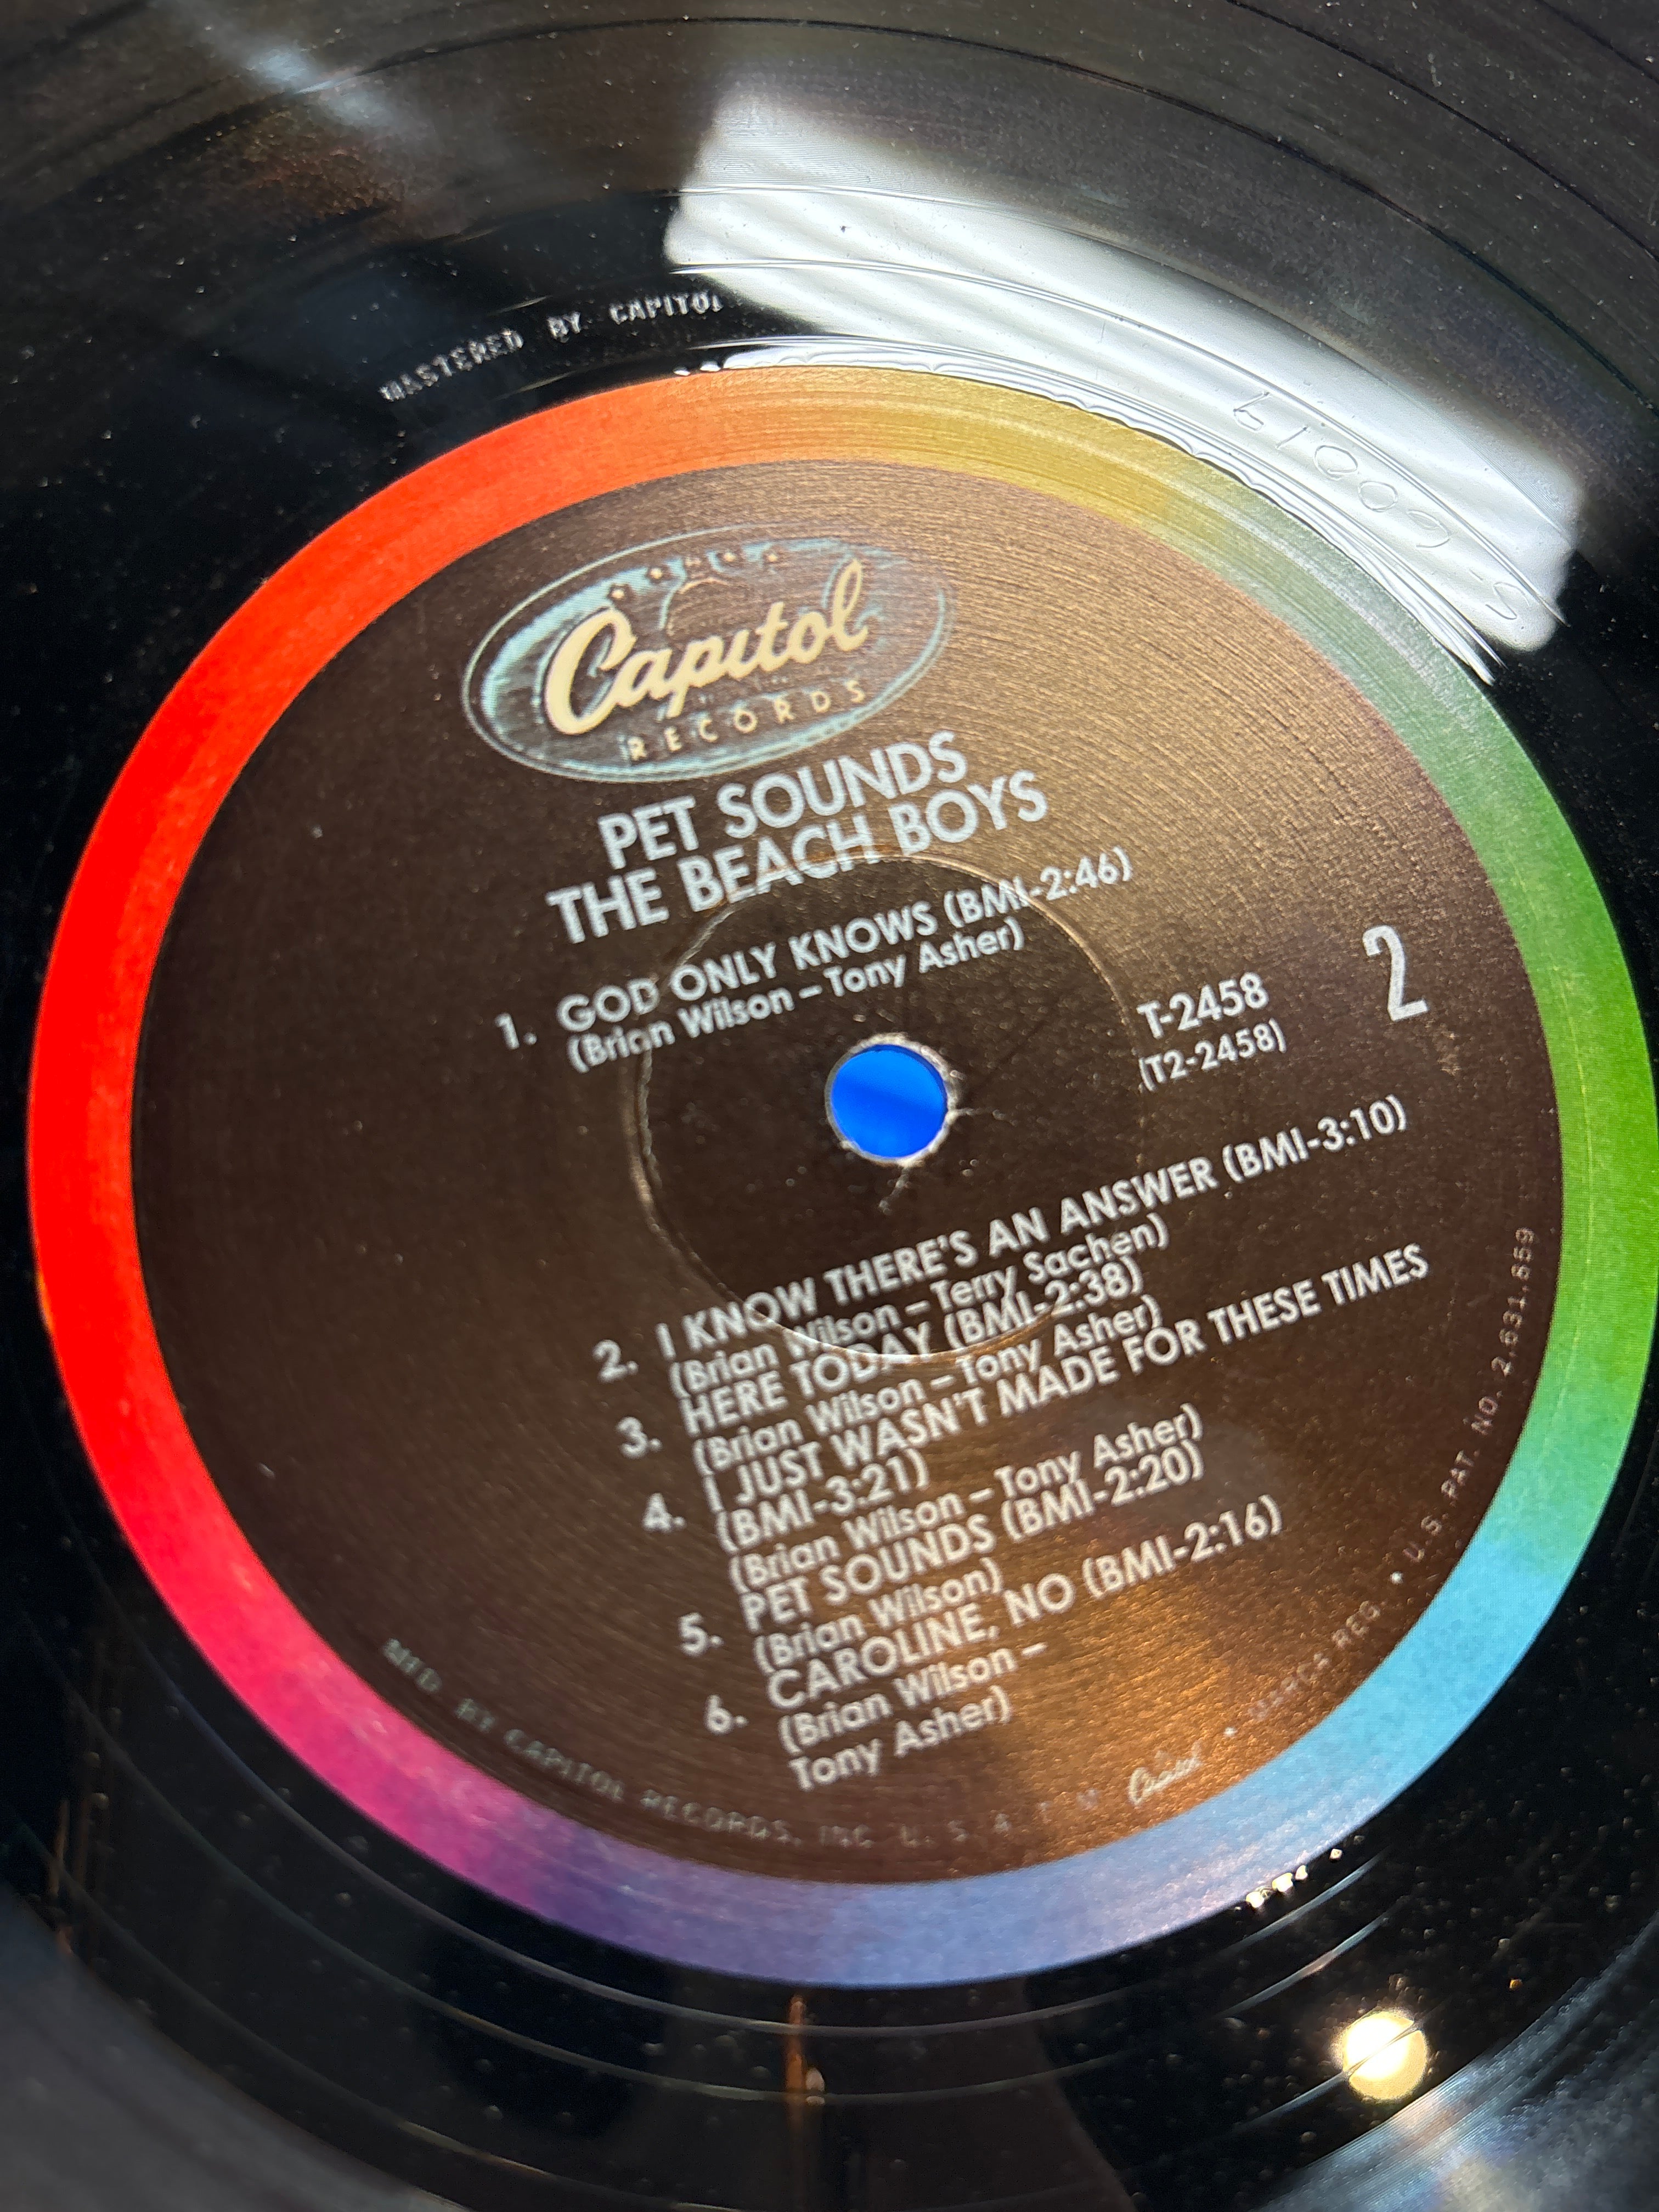 MASTERED BY CAPITOL
S-60019
Capitol
RECORDS
PET SOUNDS
THE BEACH BOYS
1. GOD ONLY KNOWS (BMI-2:46)
(Brian Wilson – Tony Asher)
T-2458
(T2-2458)
2
2. I KNOW THERE'S AN ANSWER (BMI-3:10)
(Brian Wilson – Terry Sachen)
3. HERE TODAY (BMI-2:38)
(Brian Wilson – Tony Asher)
4. I JUST WASN'T MADE FOR THESE TIMES
(BMI-3:21)
(Brian Wilson – Tony Asher)
5. PET SOUNDS (BMI-2:20)
(Brian Wilson)
6. CAROLINE, NO (BMI-2:16)
(Brian Wilson –
Tony Asher)
MFD. BY CAPITOL RECORDS, INC. U. S. A. T. M. Capitol • MARCA REG. • U.S. PAT. NO. 2,631,859